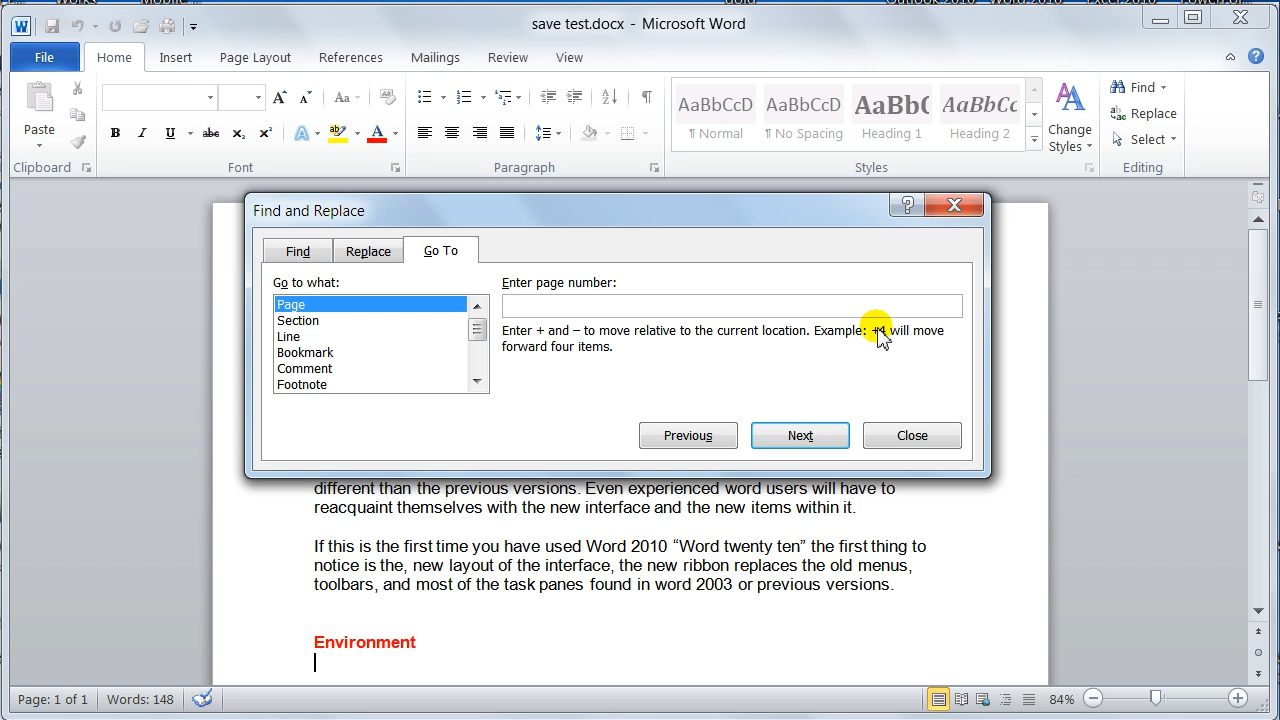 save test.docx - Microsoft Word
File Home Insert Page Layout References Mailings Review View
Paste
Clipboard
Font
Paragraph
AaBbCcD AaBbCcD AaBbC AaBbCc
¶ Normal ¶ No Spacing Heading 1 Heading 2
Change
Styles
Styles
Find
Replace
Select
Editing
Find and Replace
Find Replace Go To
Go to what:
Page
Section
Line
Bookmark
Comment
Footnote
Enter page number:
Enter + and – to move relative to the current location. Example: +4 will move
forward four items.
Previous Next Close
different than the previous versions. Even experienced word users will have to
reacquaint themselves with the new interface and the new items within it.
If this is the first time you have used Word 2010 “Word twenty ten” the first thing to
notice is the, new layout of the interface, the new ribbon replaces the old menus,
toolbars, and most of the task panes found in word 2003 or previous versions.
Environment
Page: 1 of 1 Words: 148 84%